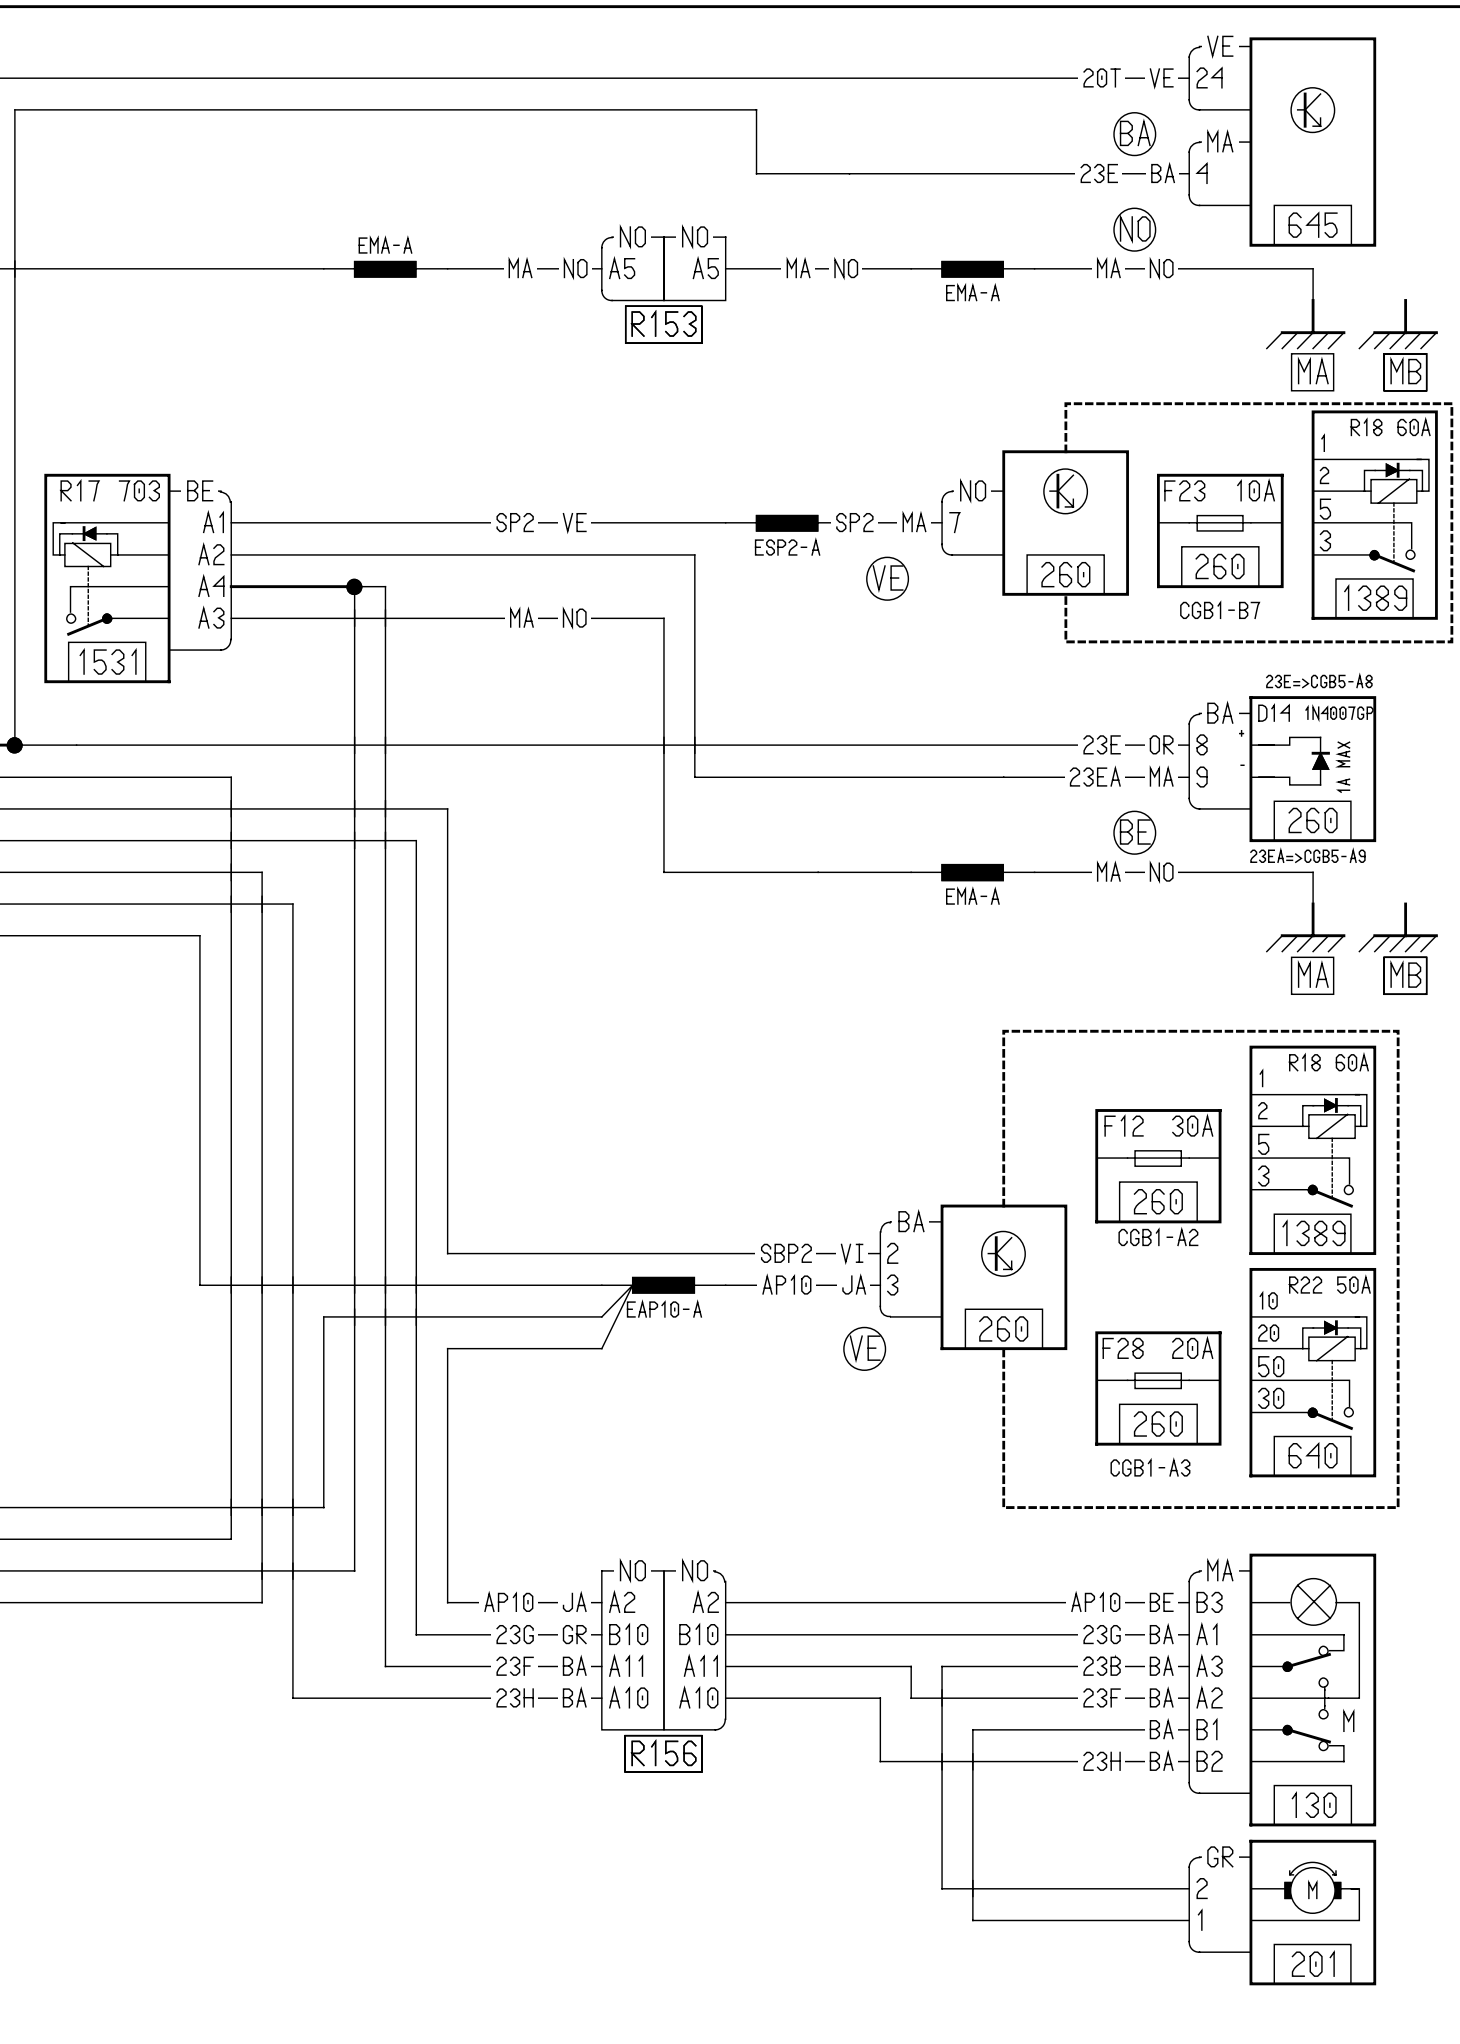 VE
20T VE 24
BA
MA
23E BA 4
645
EMA-A
NO NO
NO
MA NO A5 A5 MA NO
EMA-A
MA NO
R153
MA MB
R18 60A
1
2
5
3
1389
R17 703 BE
A1
A2
A4
A3
1531
SP2 VE
ESP2-A
SP2 MA 7
NO
VE
260
F23 10A
260
CGB1-B7
MA NO
23E=>CGB5-A8
BA D14 1N4007GP
23E OR 8 +
23EA MA 9 -
1A MAX
260
BE
23EA=>CGB5-A9
EMA-A
MA NO
MA MB
R18 60A
1
2
5
3
1389
F12 30A
260
CGB1-A2
BA
SBP2 VI 2
AP10 JA 3
EAP10-A
260
VE
R22 50A
10
20
50
30
640
F28 20A
260
CGB1-A3
NO NO
AP10 JA A2 A2
23G GR B10 B10
23F BA A11 A11
23H BA A10 A10
R156
MA
AP10 BE B3
23G BA A1
23B BA A3
23F BA A2
BA B1 M
23H BA B2
130
GR
2 M
1
201